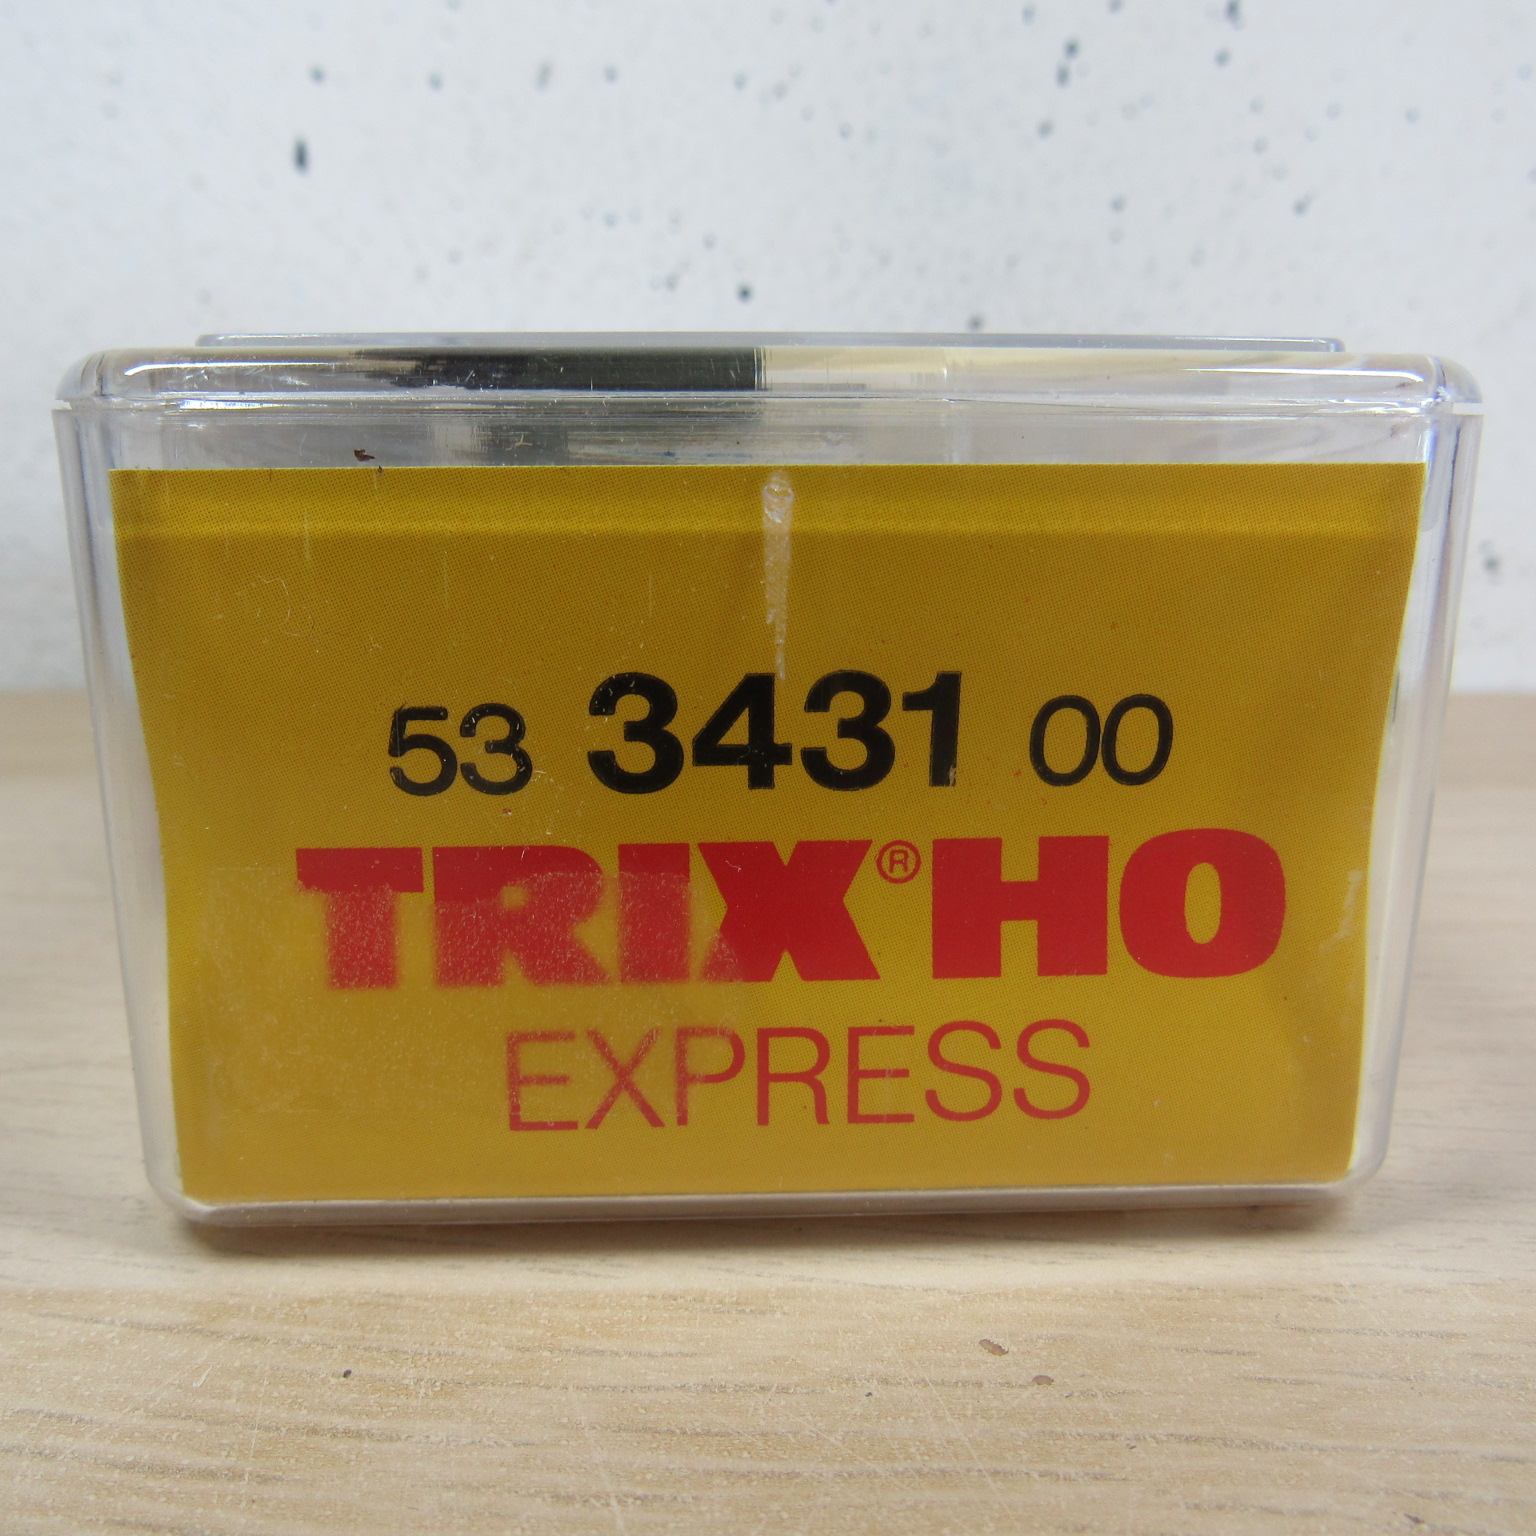 53 3431 00
TRIX® HO
EXPRESS